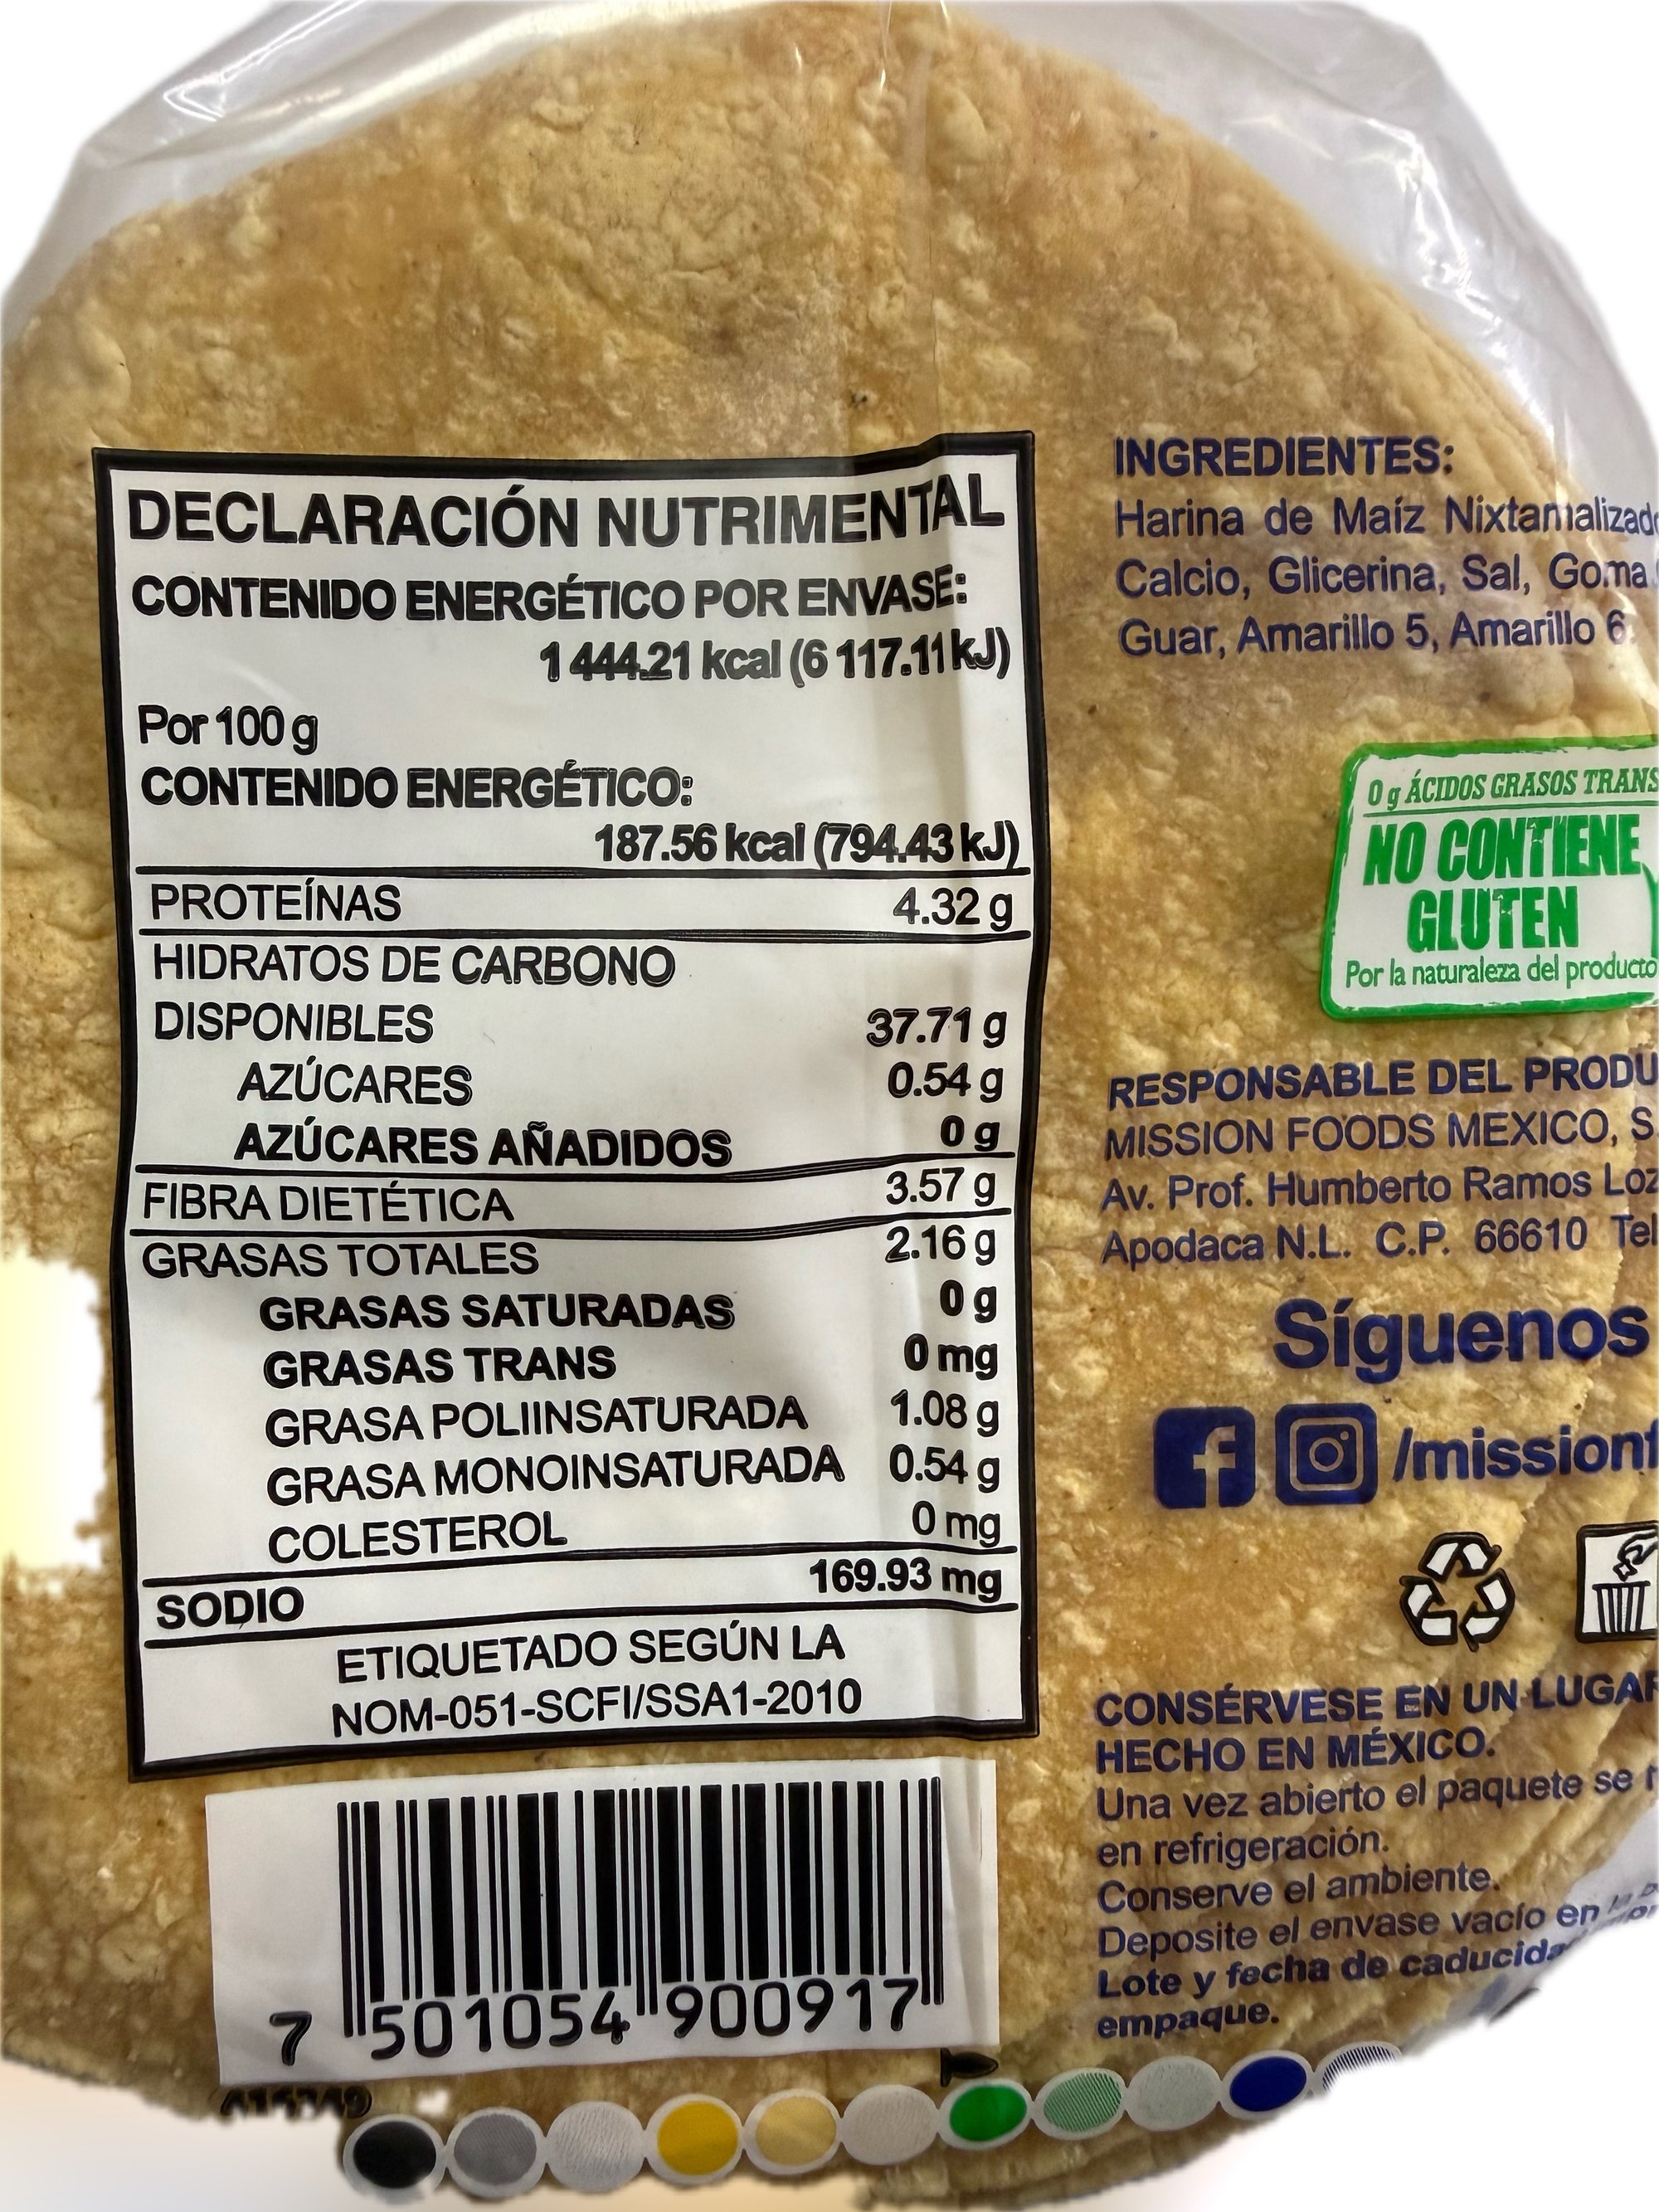 DECLARACIÓN NUTRIMENTAL
CONTENIDO ENERGÉTICO POR ENVASE:
1 444.21 kcal (6 117.11 kJ)
Por 100 g
CONTENIDO ENERGÉTICO:
187.56 kcal (794.43 kJ)
PROTEÍNAS 4.32 g
HIDRATOS DE CARBONO
DISPONIBLES 37.71 g
AZÚCARES 0.54 g
AZÚCARES AÑADIDOS 0 g
FIBRA DIETÉTICA 3.57 g
GRASAS TOTALES 2.16 g
GRASAS SATURADAS 0 g
GRASAS TRANS 0 mg
GRASA POLIINSATURADA 1.08 g
GRASA MONOINSATURADA 0.54 g
COLESTEROL 0 mg
SODIO 169.93 mg
ETIQUETADO SEGÚN LA
NOM-051-SCFI/SSA1-2010
7 501054 900917
INGREDIENTES:
Harina de Maíz Nixtamalizado
Calcio, Glicerina, Sal, Goma
Guar, Amarillo 5, Amarillo 6.
0 g ÁCIDOS GRASOS TRANS
NO CONTIENE
GLUTEN
Por la naturaleza del producto
RESPONSABLE DEL PRODU
MISSION FOODS MEXICO, S.
Av. Prof. Humberto Ramos Loz
Apodaca N.L. C.P. 66610 Tel
Síguenos
/missionf
CONSÉRVESE EN UN LUGAR
HECHO EN MÉXICO.
Una vez abierto el paquete se
en refrigeración.
Conserve el ambiente.
Deposite el envase vacío en la
Lote y fecha de caducida
empaque.